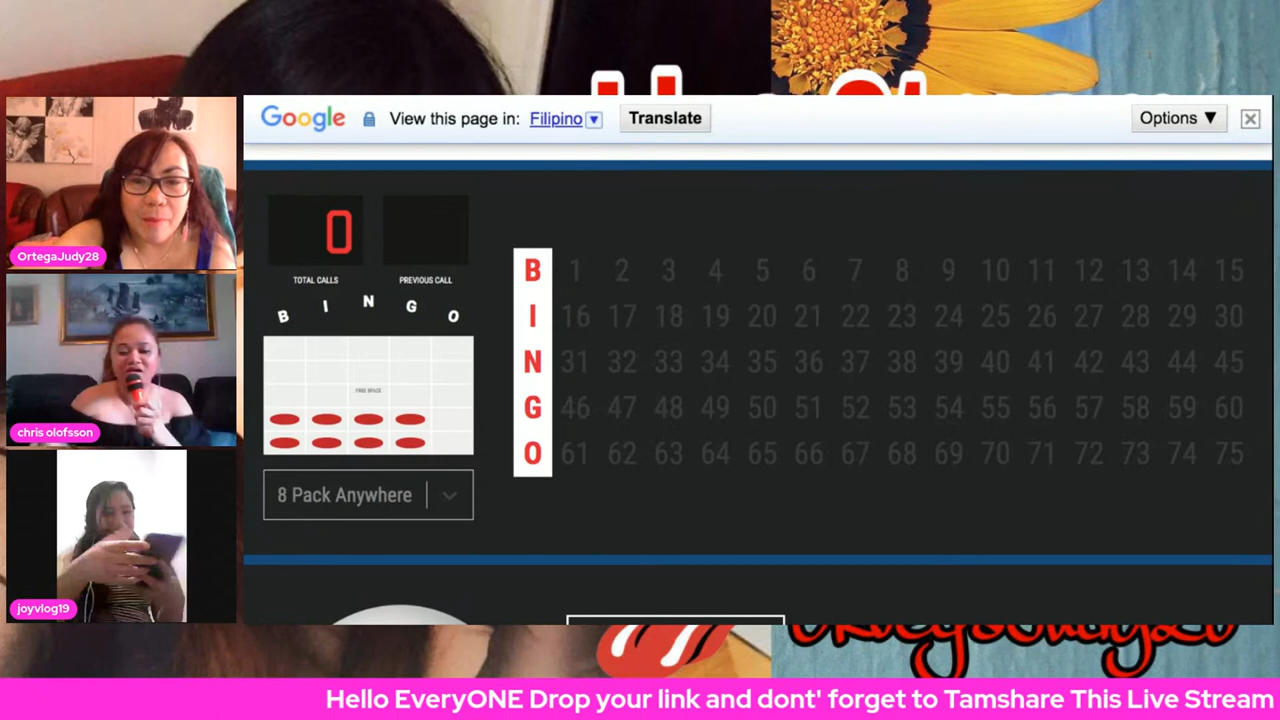 Google View this page in: Filipino Translate Options ▼
0
TOTAL CALLS PREVIOUS CALL
B I N G O
FREE SPACE
8 Pack Anywhere
B 1 2 3 4 5 6 7 8 9 10 11 12 13 14 15
I 16 17 18 19 20 21 22 23 24 25 26 27 28 29 30
N 31 32 33 34 35 36 37 38 39 40 41 42 43 44 45
G 46 47 48 49 50 51 52 53 54 55 56 57 58 59 60
O 61 62 63 64 65 66 67 68 69 70 71 72 73 74 75
OrtegaJudy28
chris olofsson
joyvlog19
Hello EveryONE Drop your link and dont' forget to Tamshare This Live Stream